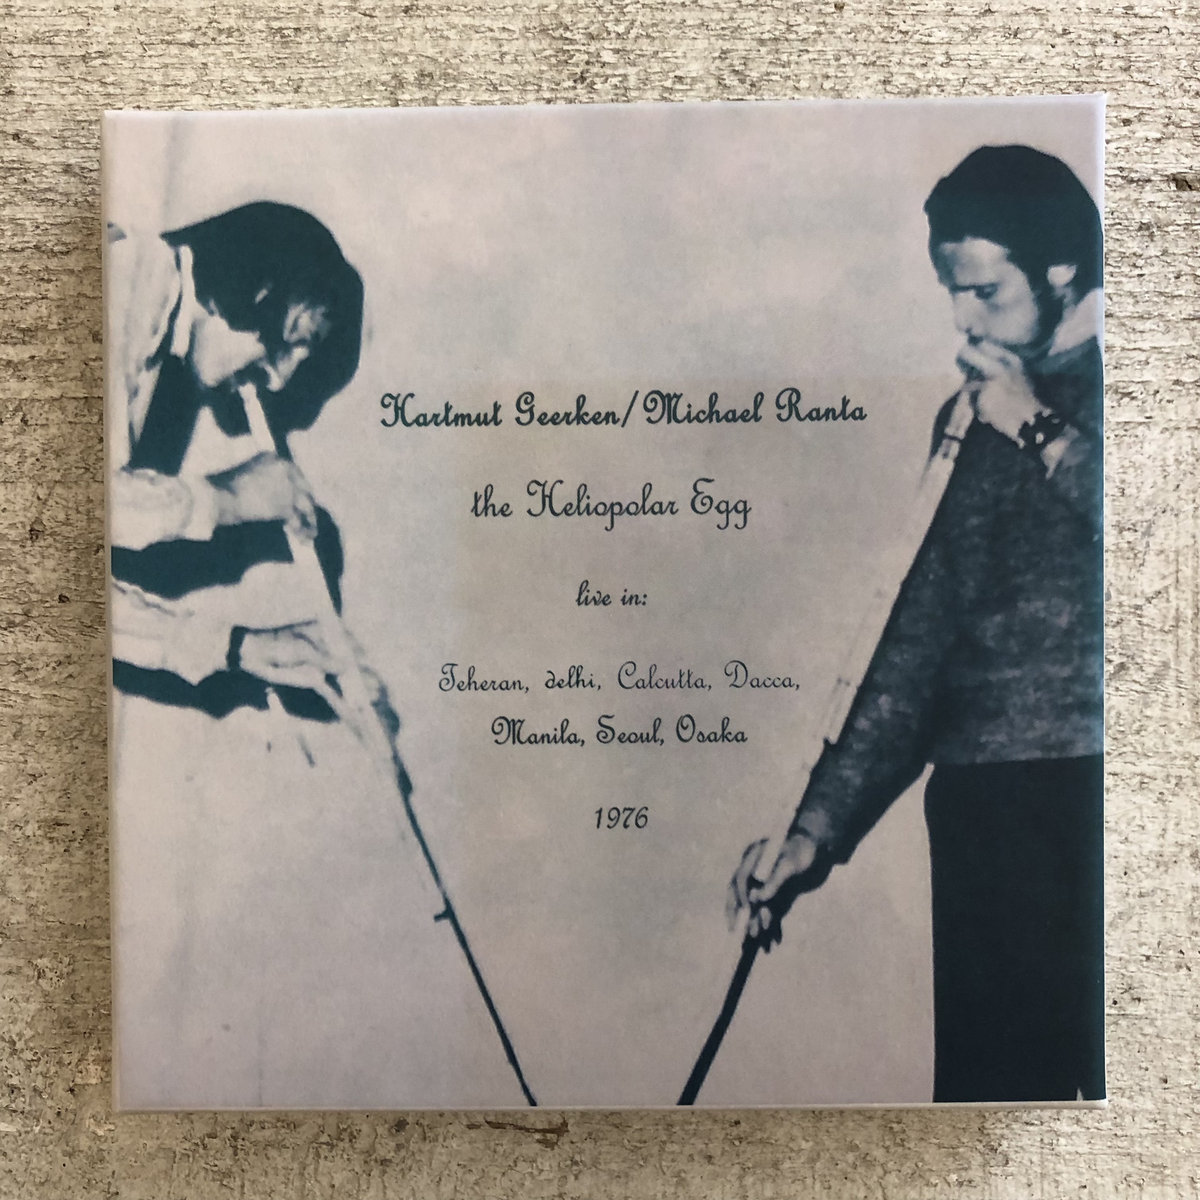 Hartmut Geerken/Michael Ranta
the Heliopolar Egg
live in:
Teheran, delhi, Calcutta, Dacca,
Manila, Seoul, Osaka
1976